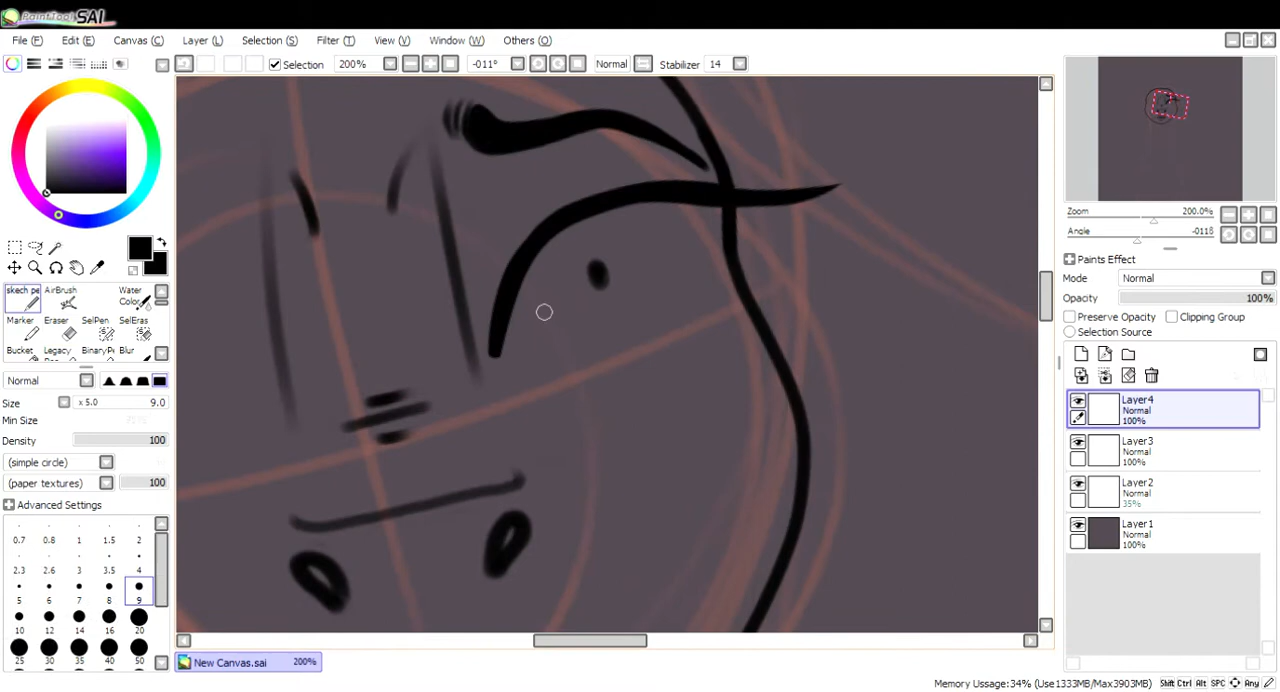 PaintTool SAI
File (F) Edit (E) Canvas (C) Layer (L) Selection (S) Filter (T) View (V) Window (W) Others (O)
Selection 200% -011° Normal Stabilizer 14
Zoom 200.0%
Angle -011θ
Paints Effect
Mode Normal
Opacity 100%
Preserve Opacity Clipping Group
Selection Source
Layer4
Normal
100%
Layer3
Normal
100%
Layer2
Normal
35%
Layer1
Normal
100%
skech pe AirBrush Water Color
Marker Eraser SelPen SelEras
Bucket Legacy BinaryPe Blur
Normal
Size x 5.0 9.0
Min Size
Density 100
(simple circle)
(paper textures) 100
Advanced Settings
0.7 0.8 1 1.5 2
2.3 2.6 3 3.5 4
5 6 7 8 9
10 12 14 16 20
25 30 35 40 50
New Canvas.sai 200%
Memory Usage:34% (Use1333MB/Max3903MB) Shift Ctrl Alt SPC Any